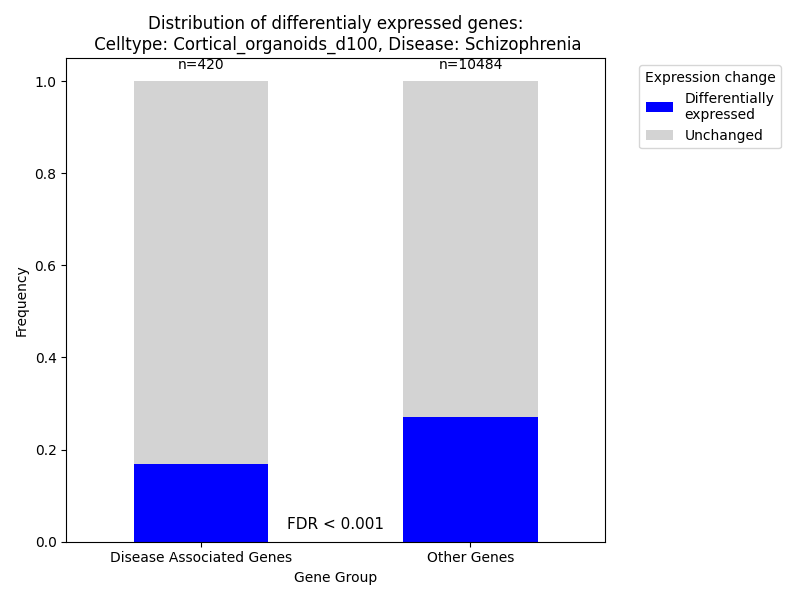 Distribution of differentialy expressed genes:
Celltype: Cortical_organoids_d100, Disease: Schizophrenia
n=420
n=10484
Expression change
Differentially
expressed
Unchanged
1.0
0.8
0.6
0.4
0.2
0.0
Frequency
FDR < 0.001
Disease Associated Genes
Other Genes
Gene Group